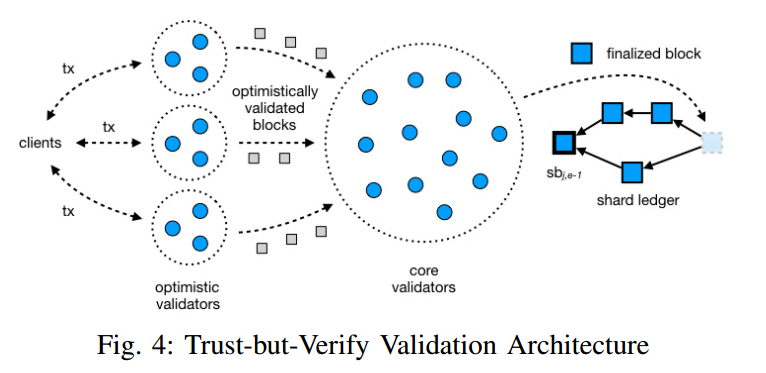 tx
tx
tx
clients
optimistic
validators
optimistically
validated
blocks
core
validators
finalized block
sbj,e-1
shard ledger
Fig. 4: Trust-but-Verify Validation Architecture